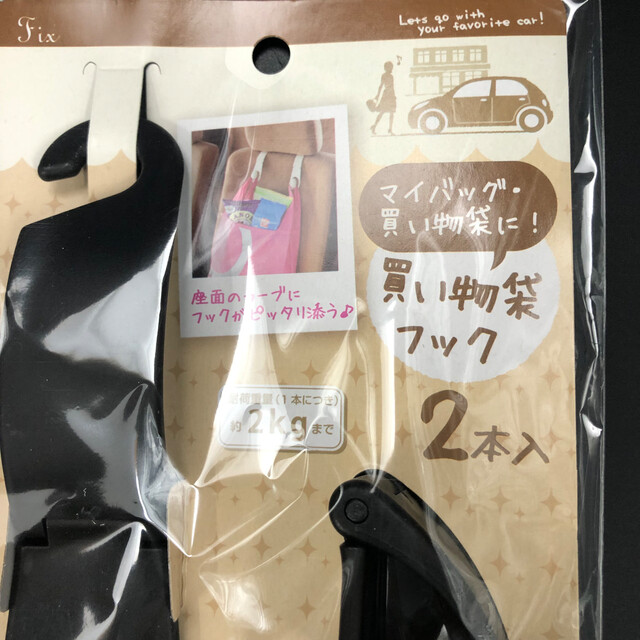 Fix
Lets go with
your favorite car!
マイバッグ・
買い物袋に!
買い物袋
フック
2本入
座面のカーブに
フックがピッタリ添う♪
荷重量(1本につき)
約2kgまで